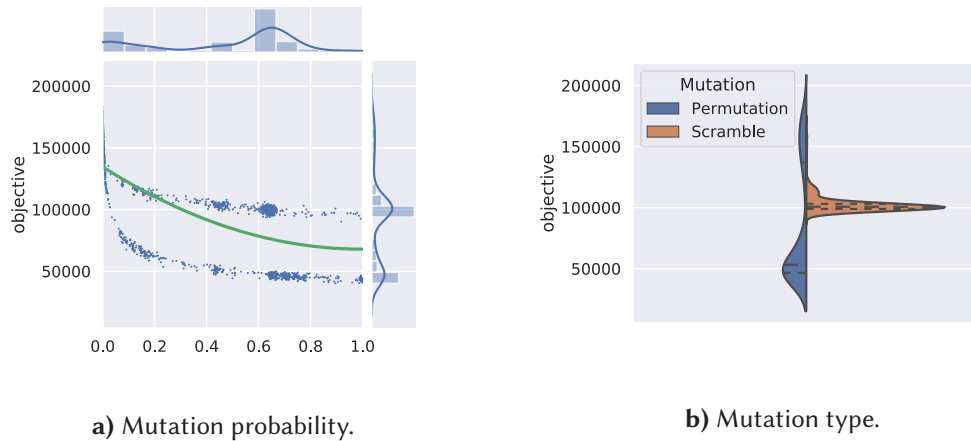 200000
150000
100000
50000
objective
0.0 0.2 0.4 0.6 0.8 1.0
a) Mutation probability.
200000
150000
100000
50000
objective
Mutation
Permutation
Scramble
b) Mutation type.